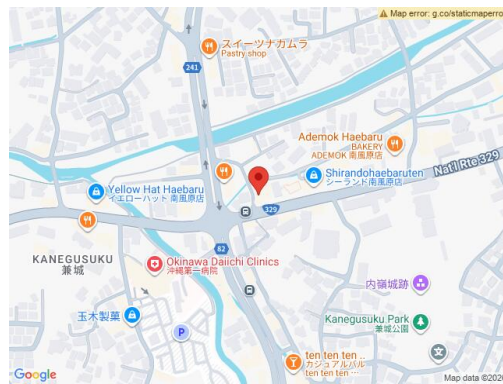 Map error: g.co/staticmaperro
スイーツナカムラ
Pastry shop
241
Ademok Haebaru
BAKERY
ADEMOK 南風原店
Nat'l Rte 329
Shirandohaebaruten
シーランド南風原店
Yellow Hat Haebaru
イエローハット 南風原店
329
82
KANEGUSUKU
兼城
Okinawa Daiichi Clinics
沖縄第一病院
内嶺城跡
玉木製菓
Kanegusuku Park
兼城公園
P
文
ten ten ten ..
カジュアルバル
ten ten ten …
Google
Map data ©202